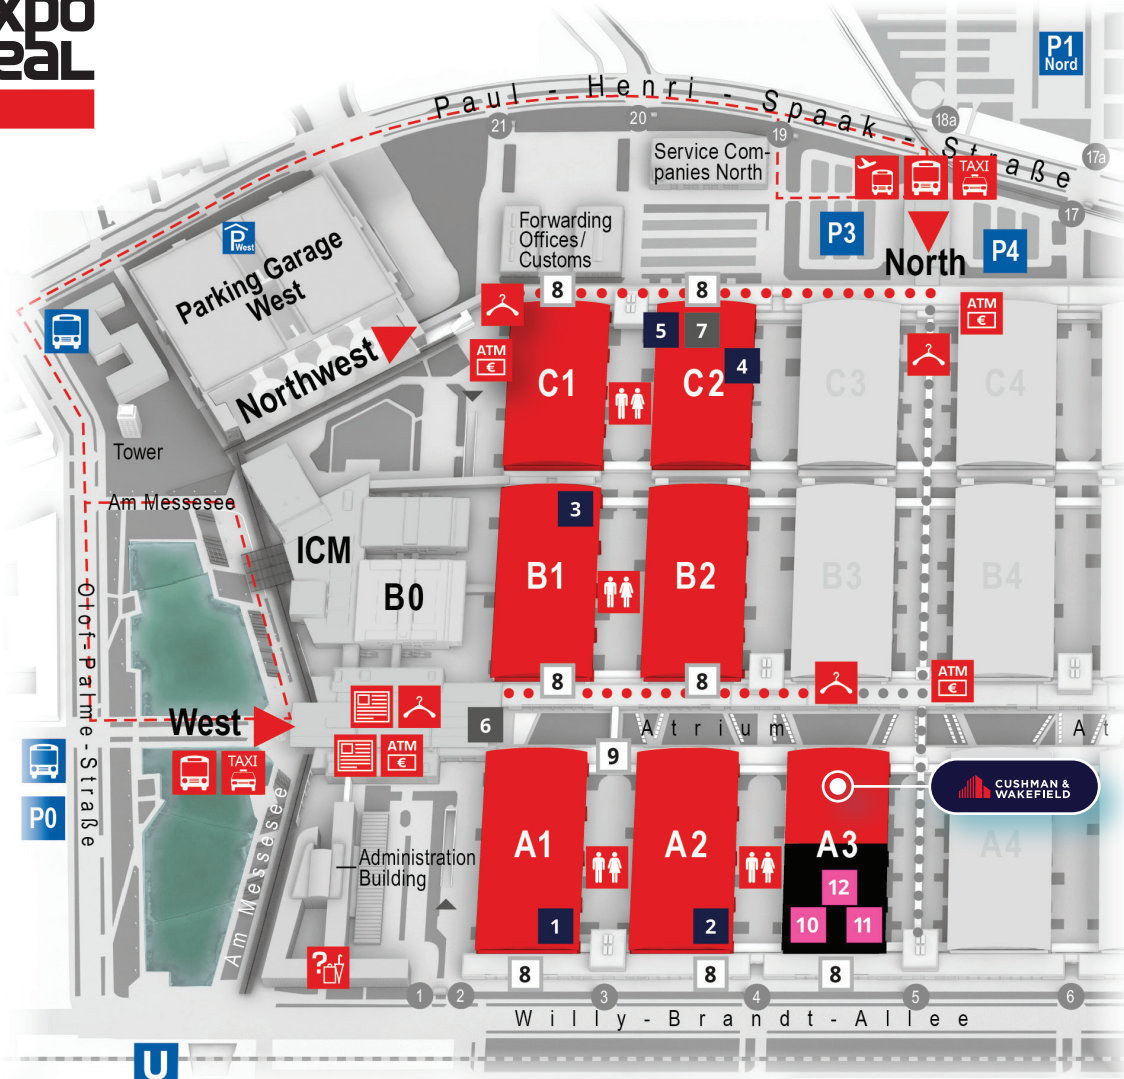 xpo
eaL
P1
Nord
Paul - Henri - Spaak - Straße
21
20
19
18a
17a
17
Service Com-
panies North
TAXI
P3
P4
North
Forwarding
Offices/
Customs
P
West
Parking Garage
West
Northwest
8
8
ATM
€
ATM
€
5
7
4
C1
C2
C3
C4
Tower
Am Messesee
ICM
B0
3
B1
B2
B3
B4
Olof-Palme-Straße
8
8
ATM
€
West
6
Atrium
At
TAXI
ATM
€
9
P0
CUSHMAN &
WAKEFIELD
A1
A2
A3
A4
Administration
Building
Am Messesee
12
1
2
10
11
?
8
8
8
1
2
3
4
5
6
Willy-Brandt-Allee
U